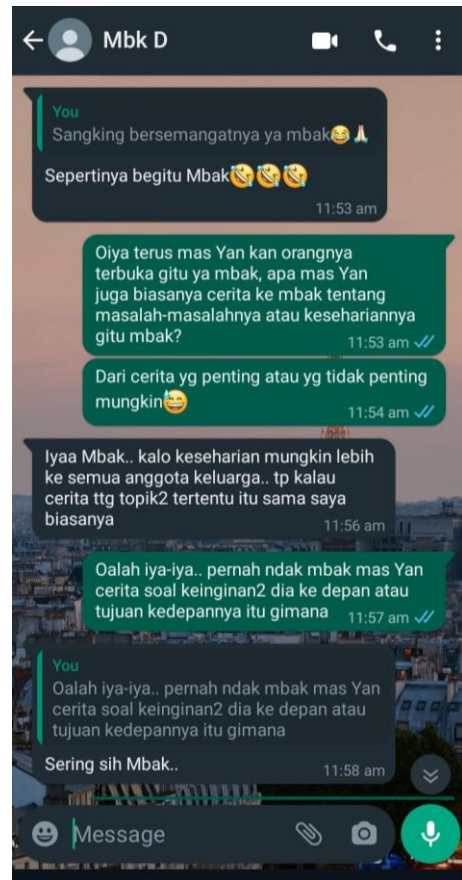 Mbk D
You
Sangking bersemangatnya ya mbak😂🙏🏻
Sepertinya begitu Mbak🤣🤣🤣
11:53 am
Oiya terus mas Yan kan orangnya
terbuka gitu ya mbak, apa mas Yan
juga biasanya cerita ke mbak tentang
masalah-masalahnya atau kesehariannya
gitu mbak?
11:53 am
Dari cerita yg penting atau yg tidak penting
mungkin😅
11:54 am
Iyaa Mbak.. kalo keseharian mungkin lebih
ke semua anggota keluarga.. tp kalau
cerita ttg topik2 tertentu itu sama saya
biasanya
11:56 am
Oalah iya-iya.. pernah ndak mbak mas Yan
cerita soal keinginan2 dia ke depan atau
tujuan kedepannya itu gimana
11:57 am
You
Oalah iya-iya.. pernah ndak mbak mas Yan
cerita soal keinginan2 dia ke depan atau
tujuan kedepannya itu gimana
Sering sih Mbak..
11:58 am
Message